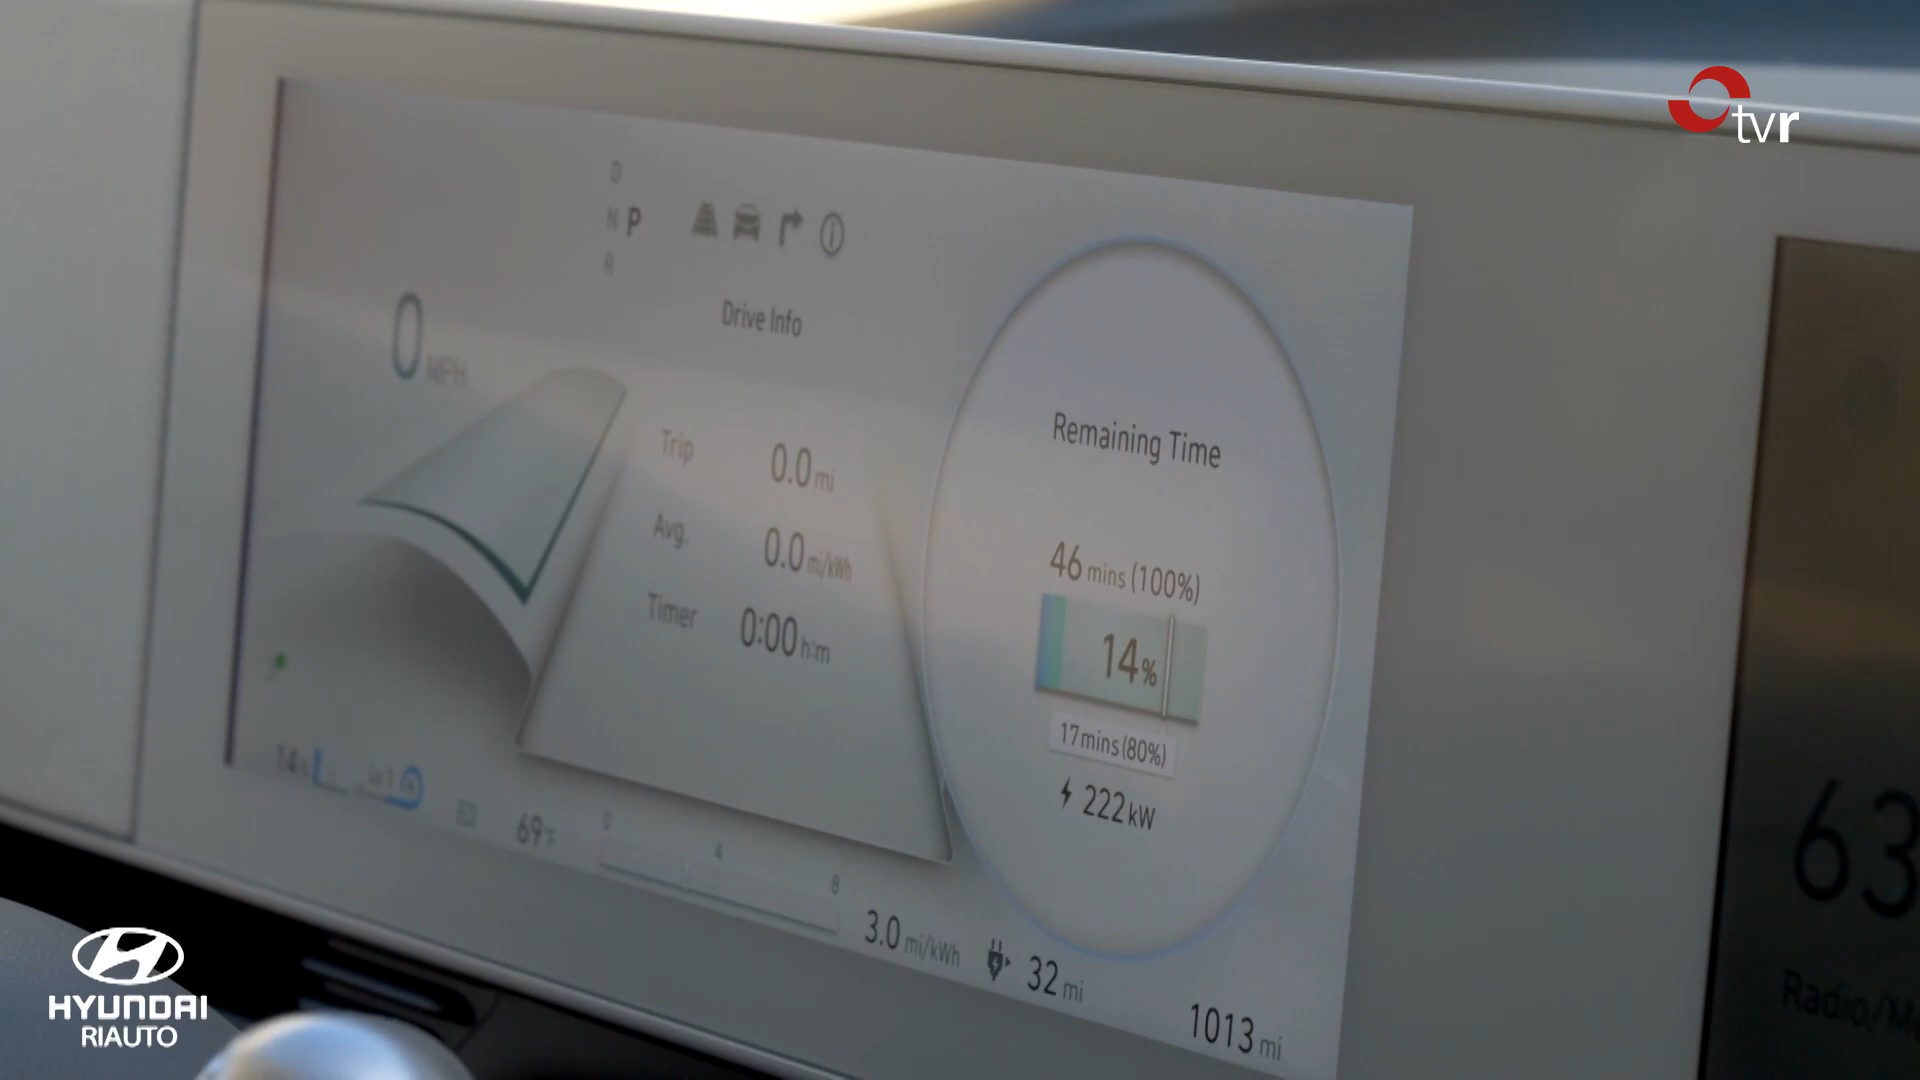 tvr
D
N P
R
0 MPH
Drive Info
Trip 0.0 mi
Avg. 0.0 mi/kWh
Timer 0:00 h:m
Remaining Time
46 mins (100%)
14%
17mins (80%)
222 kW
14%
69°F
0 4 8
3.0 mi/kWh
32 mi
1013 mi
63
Radio/M
HYUNDAI
RIAUTO